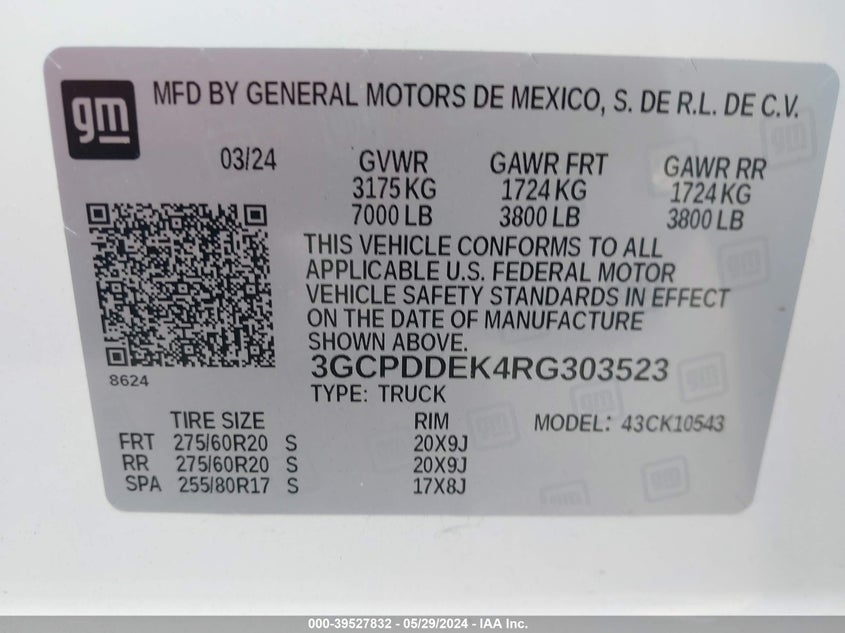 gm
MFD BY GENERAL MOTORS DE MEXICO, S. DE R.L. DE C.V.
03/24 GVWR GAWR FRT GAWR RR
3175 KG 1724 KG 1724 KG
7000 LB 3800 LB 3800 LB
THIS VEHICLE CONFORMS TO ALL
APPLICABLE U.S. FEDERAL MOTOR
VEHICLE SAFETY STANDARDS IN EFFECT
ON THE DATE OF MANUFACTURE
SHOWN ABOVE.
3GCPDDEK4RG303523
8624
TYPE: TRUCK
TIRE SIZE RIM MODEL: 43CK10543
FRT 275/60R20 S 20X9J
RR 275/60R20 S 20X9J
SPA 255/80R17 S 17X8J
000-39527832 - 05/29/2024 - IAA Inc.